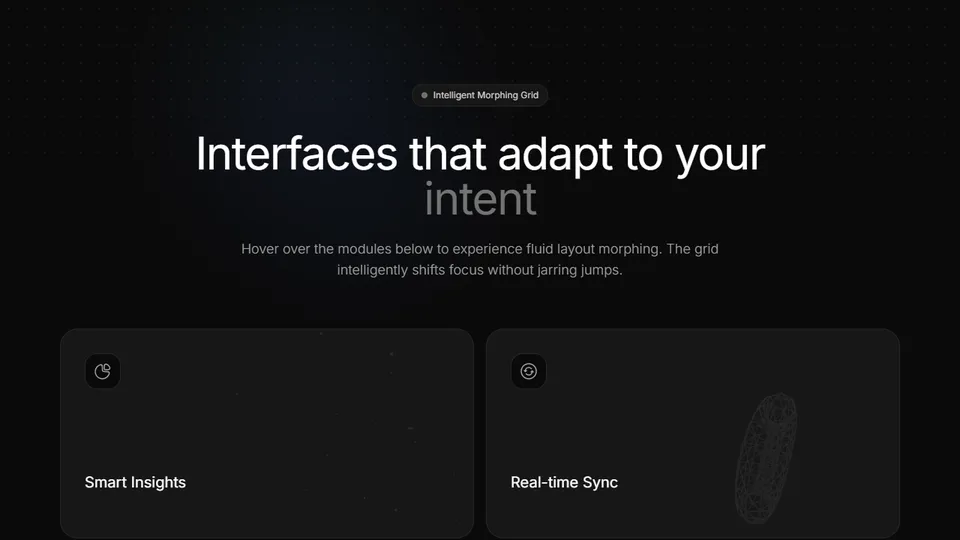 Intelligent Morphing Grid
Interfaces that adapt to your
intent
Hover over the modules below to experience fluid layout morphing. The grid
intelligently shifts focus without jarring jumps.
Smart Insights
Real-time Sync